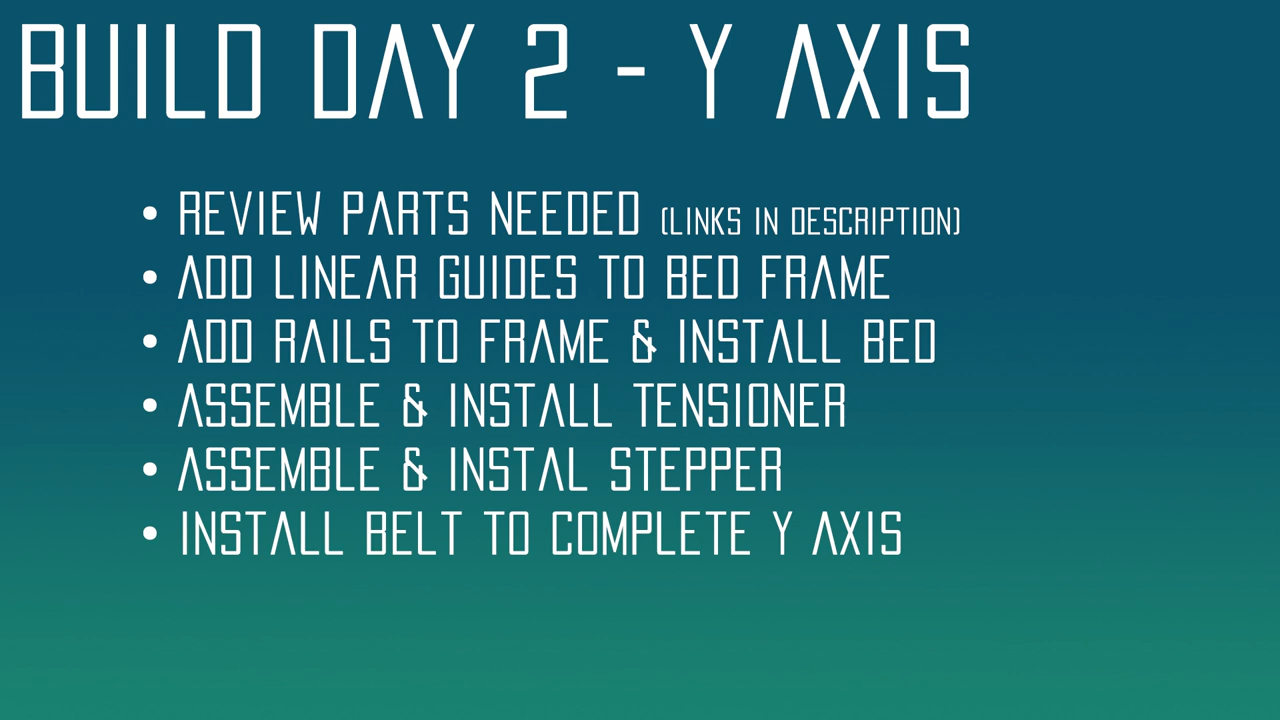 BUILD DAY 2 - Y AXIS
• REVIEW PARTS NEEDED (LINKS IN DESCRIPTION)
• ADD LINEAR GUIDES TO BED FRAME
• ADD RAILS TO FRAME & INSTALL BED
• ASSEMBLE & INSTALL TENSIONER
• ASSEMBLE & INSTAL STEPPER
• INSTALL BELT TO COMPLETE Y AXIS